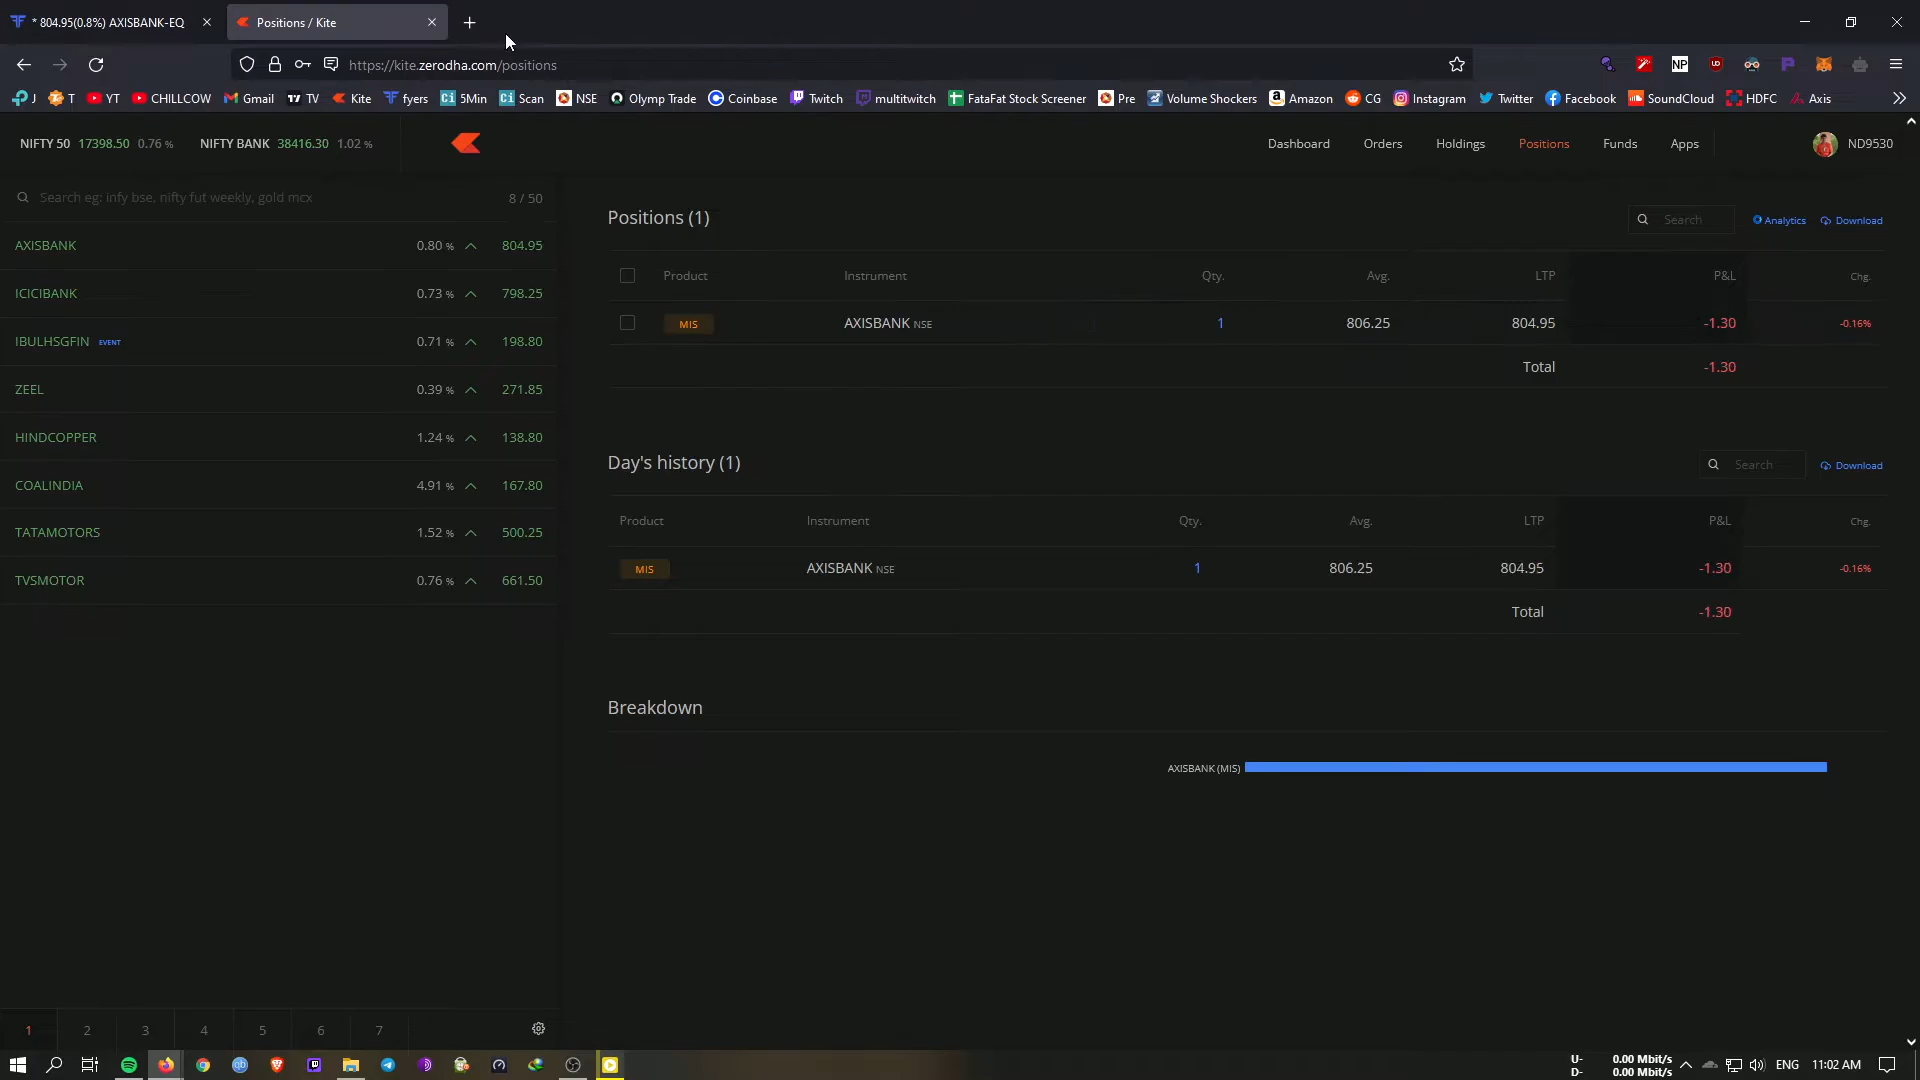 * 804.95(0.8%) AXISBANK-EQ
Positions / Kite
https://kite.zerodha.com/positions
J T YT CHILLCOW Gmail TV Kite fyers 5Min Scan NSE Olymp Trade Coinbase Twitch multitwitch FataFat Stock Screener Pre Volume Shockers Amazon CG Instagram Twitter Facebook SoundCloud HDFC Axis
NIFTY 50 17398.50 0.76 % NIFTY BANK 38416.30 1.02 %
Dashboard Orders Holdings Positions Funds Apps ND9530
Search eg: infy bse, nifty fut weekly, gold mcx 8 / 50
AXISBANK 0.80 % 804.95
ICICIBANK 0.73 % 798.25
IBULHSGFIN EVENT 0.71 % 198.80
ZEEL 0.39 % 271.85
HINDCOPPER 1.24 % 138.80
COALINDIA 4.91 % 167.80
TATAMOTORS 1.52 % 500.25
TVSMOTOR 0.76 % 661.50
1 2 3 4 5 6 7
Positions (1) Search Analytics Download
Product Instrument Qty. Avg. LTP P&L Chg.
MIS AXISBANK NSE 1 806.25 804.95 -1.30 -0.16%
Total -1.30
Day's history (1) Search Download
Product Instrument Qty. Avg. LTP P&L Chg.
MIS AXISBANK NSE 1 806.25 804.95 -1.30 -0.16%
Total -1.30
Breakdown
AXISBANK (MIS)
U- 0.00 Mbit/s
D- 0.00 Mbit/s
ENG 11:02 AM